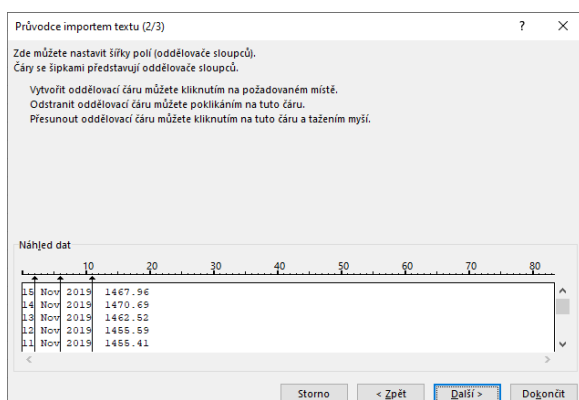 Průvodce importem textu (2/3) ? ×
Zde můžete nastavit šířky polí (oddělovače sloupců).
Čáry se šipkami představují oddělovače sloupců.
Vytvořit oddělovací čáru můžete kliknutím na požadovaném místě.
Odstranit oddělovací čáru můžete poklikáním na tuto čáru.
Přesunout oddělovací čáru můžete kliknutím na tuto čáru a tažením myší.
Náhled dat
10 20 30 40 50 60 70 80
15 Nov 2019 1467.96
14 Nov 2019 1470.69
13 Nov 2019 1462.52
12 Nov 2019 1455.59
11 Nov 2019 1455.41
Storno < Zpět Další > Dokončit